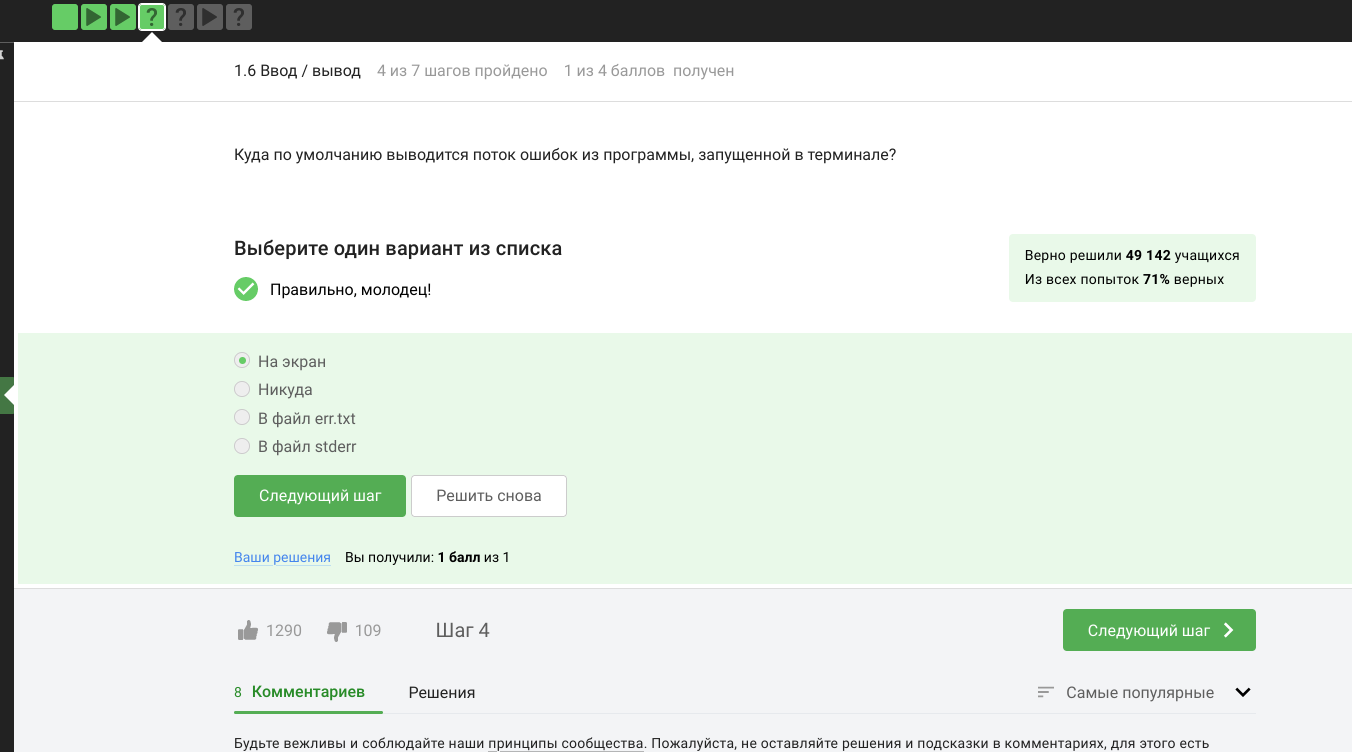 ? ? ?
1.6 Ввод / вывод 4 из 7 шагов пройдено 1 из 4 баллов получен
Куда по умолчанию выводится поток ошибок из программы, запущенной в терминале?
Выберите один вариант из списка
Правильно, молодец!
Верно решили 49 142 учащихся
Из всех попыток 71% верных
На экран
Никуда
В файл err.txt
В файл stderr
Следующий шаг Решить снова
Ваши решения Вы получили: 1 балл из 1
1290 109 Шаг 4 Следующий шаг
8 Комментариев Решения Самые популярные
Будьте вежливы и соблюдайте наши принципы сообщества. Пожалуйста, не оставляйте решения и подсказки в комментариях, для этого есть